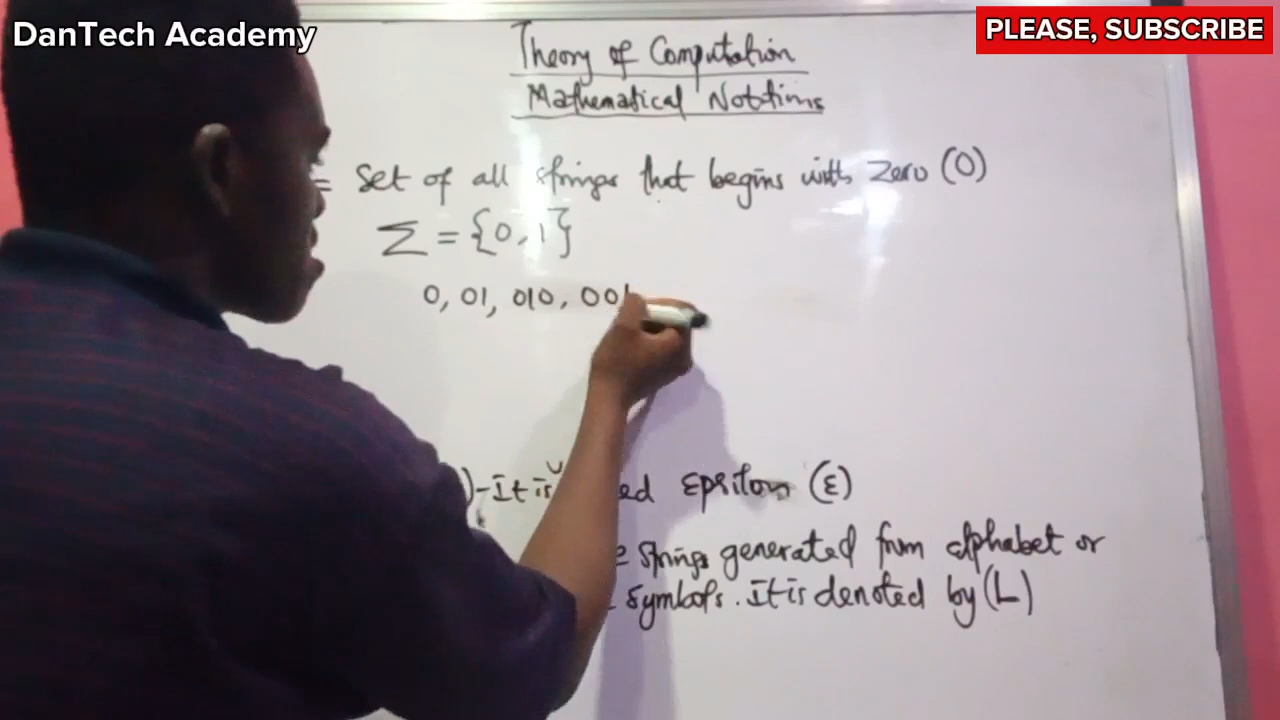 DanTech Academy
PLEASE, SUBSCRIBE
Theory of Computation
Mathematical Notations
= Set of all strings that begins with Zero (0)
Σ = {0,1}
0, 01, 010, 001
)-It is ed Epsilon (ε)
strings generated from alphabet or
symbols. It is denoted by (L)